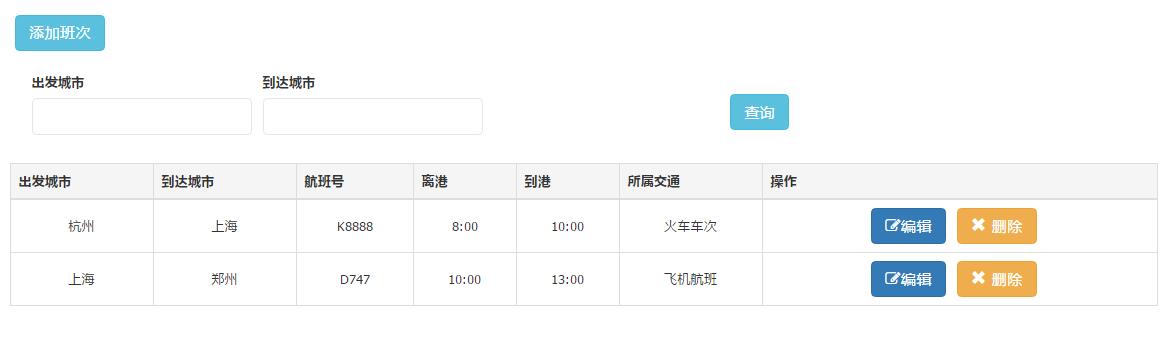 添加班次
出发城市 到达城市
查询
出发城市 到达城市 航班号 离港 到港 所属交通 操作
杭州 上海 K8888 8:00 10:00 火车车次 编辑 删除
上海 郑州 D747 10:00 13:00 飞机航班 编辑 删除